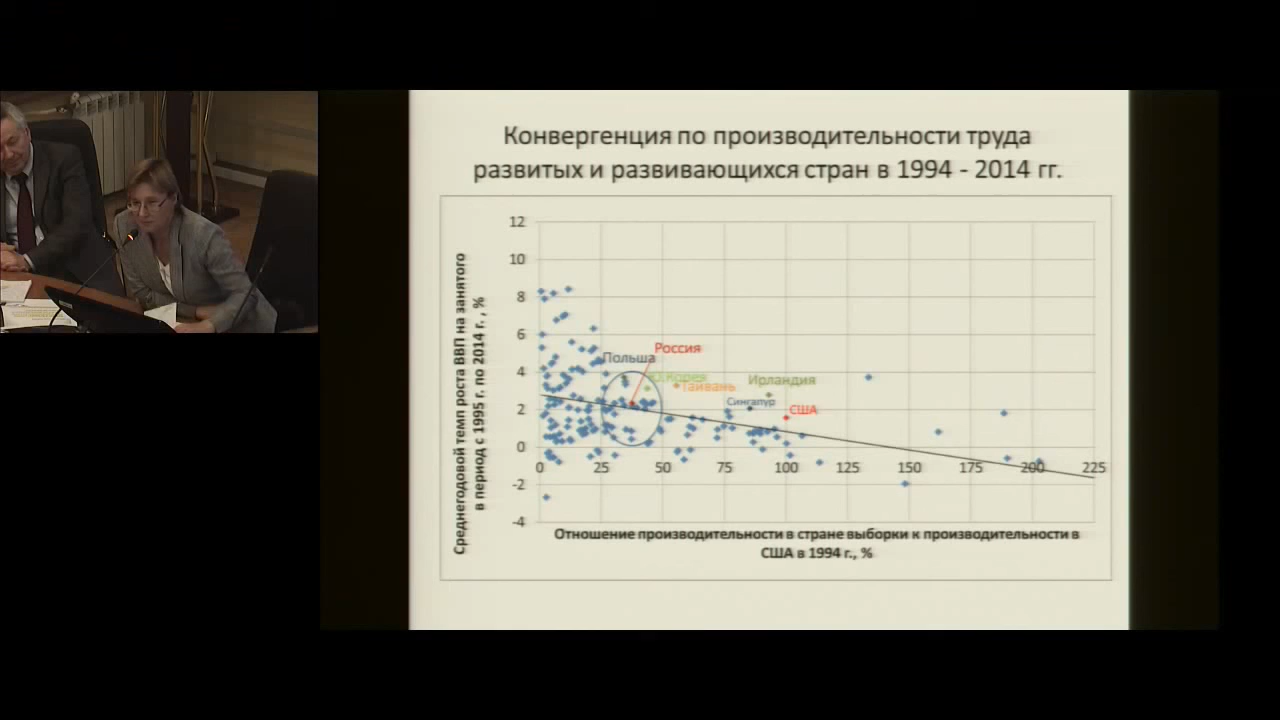 Конвергенция по производительности труда
развитых и развивающихся стран в 1994 - 2014 гг.
Среднегодовой темп роста ВВП на занятого
в период с 1995 г. по 2014 г. , %
12
10
8
6
4
2
0
-2
-4
Россия
Польша
Ю.Корея
Тайвань
Ирландия
Сингапур
США
0 25 50 75 100 125 150 175 200 225
Отношение производительности в стране выборки к производительности в
США в 1994 г., %